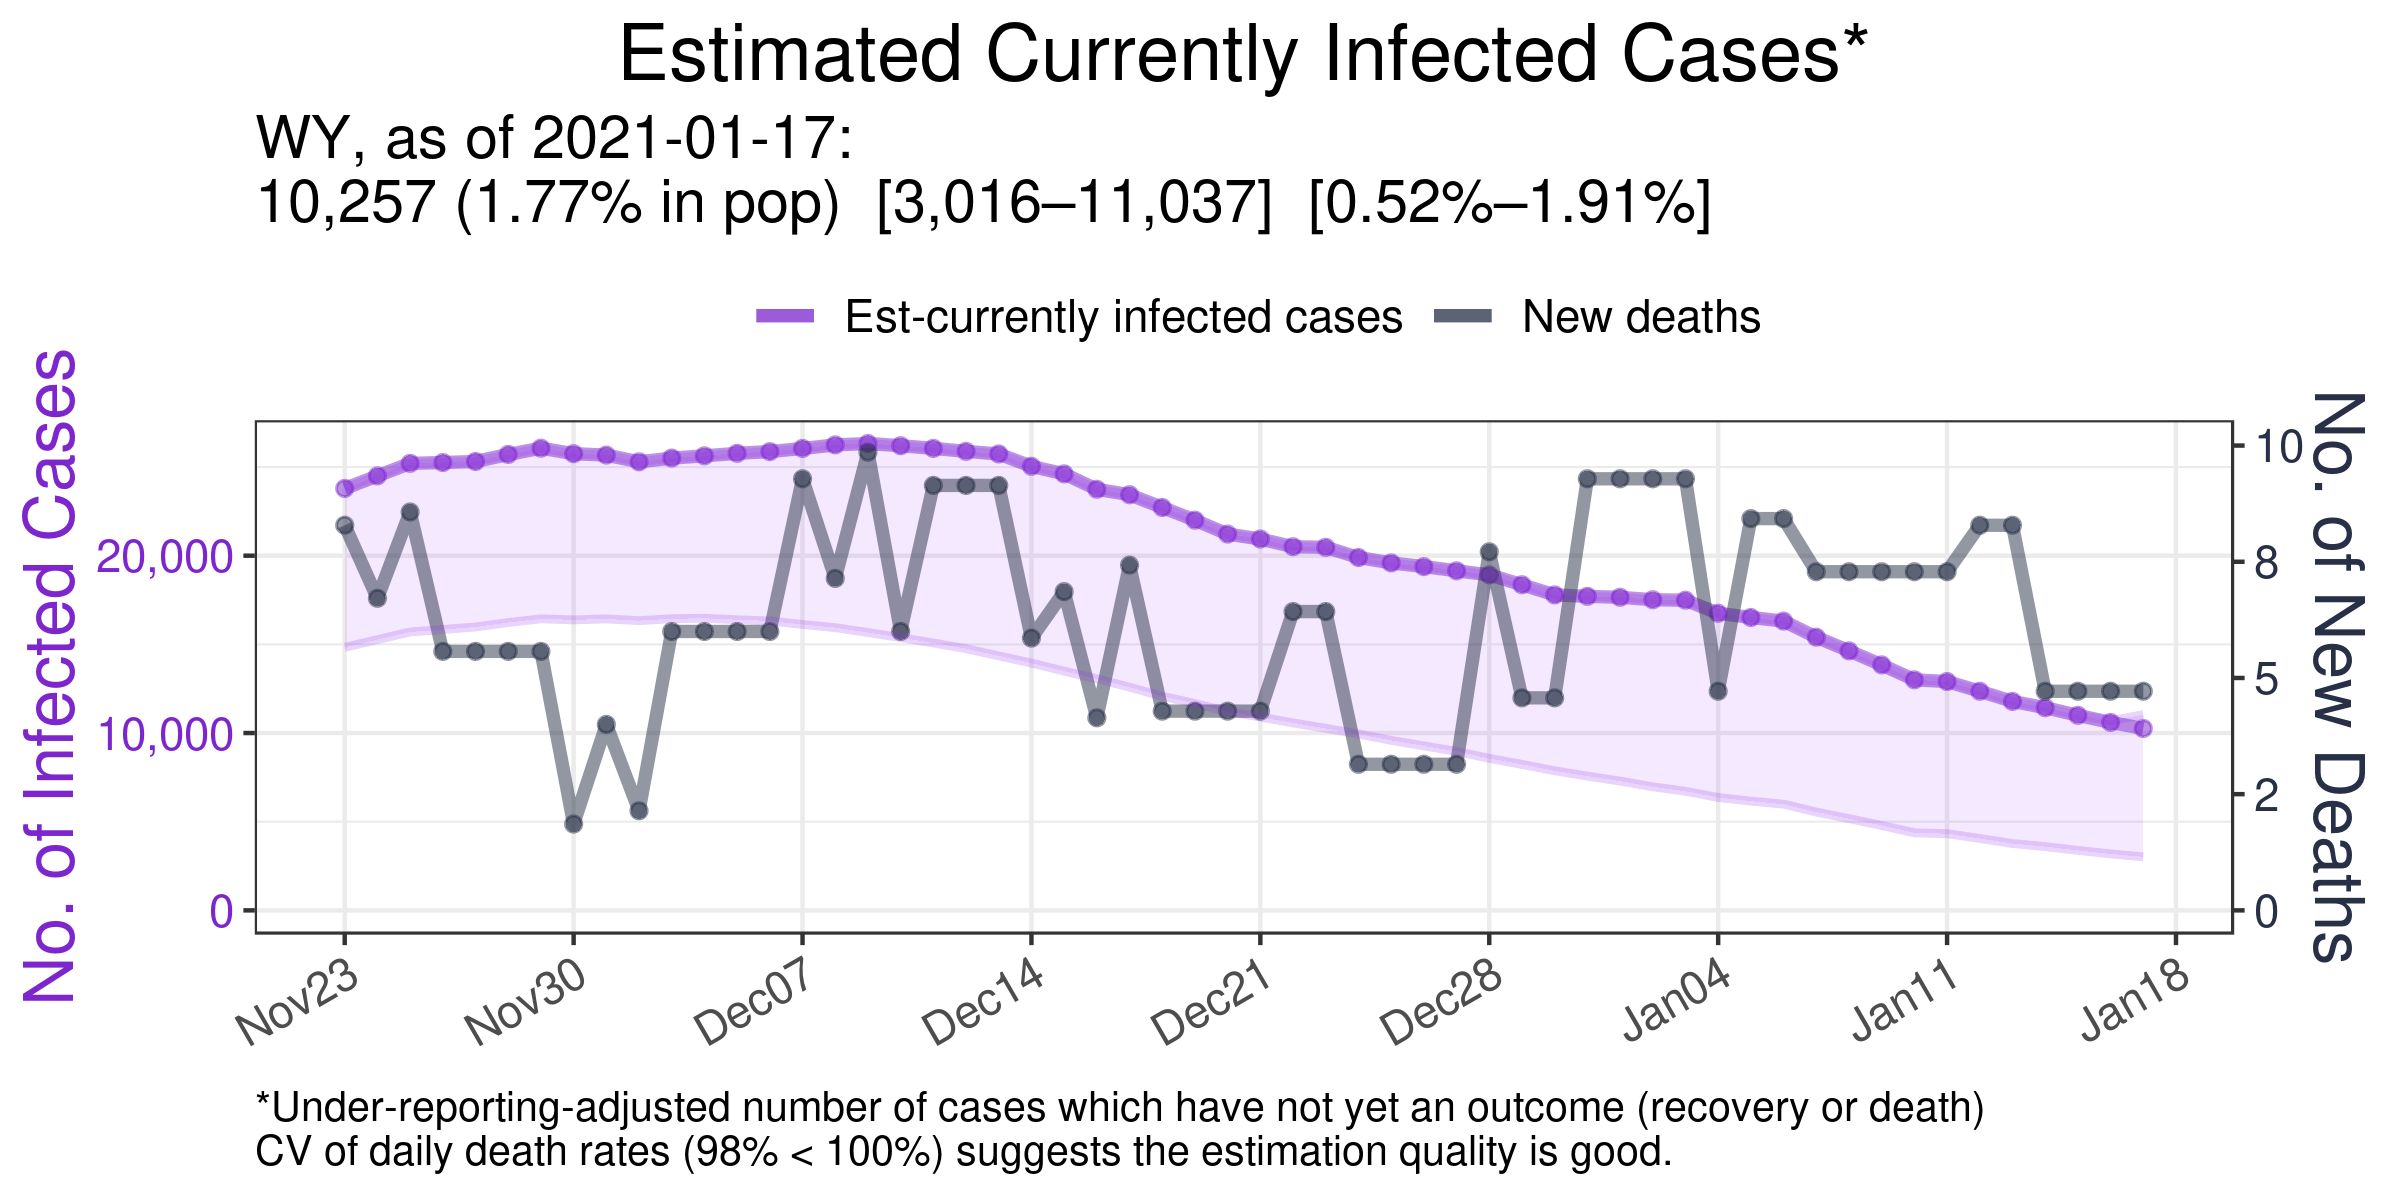 Estimated Currently Infected Cases*
WY, as of 2021-01-17:
10,257 (1.77% in pop)  [3,016–11,037]  [0.52%–1.91%]
Est-currently infected cases
New deaths
No. of Infected Cases
20,000
10,000
0
10
8
5
2
0
No. of New Deaths
Nov23
Nov30
Dec07
Dec14
Dec21
Dec28
Jan04
Jan11
Jan18
*Under-reporting-adjusted number of cases which have not yet an outcome (recovery or death)
CV of daily death rates (98% < 100%) suggests the estimation quality is good.